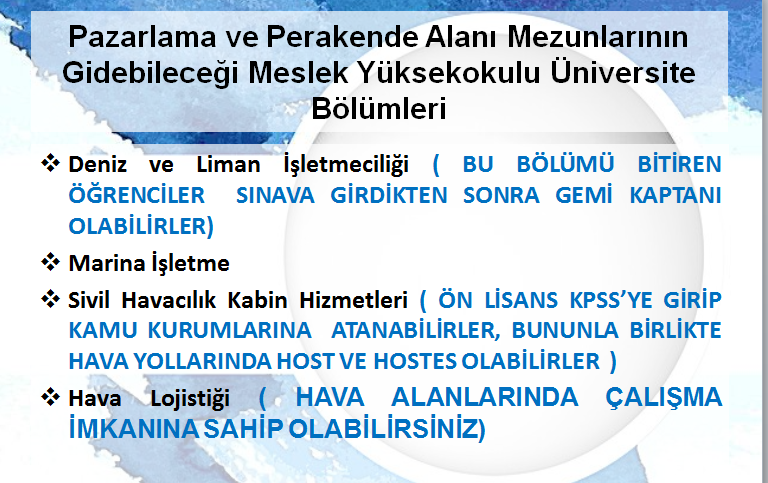 Pazarlama ve Perakende Alanı Mezunlarının
Gidebileceği Meslek Yüksekokulu Üniversite
Bölümleri
❖ Deniz ve Liman İşletmeciliği ( BU BÖLÜMÜ BİTİREN
ÖĞRENCİLER SINAVA GİRDİKTEN SONRA GEMİ KAPTANI
OLABİLİRLER)
❖ Marina İşletme
❖ Sivil Havacılık Kabin Hizmetleri ( ÖN LİSANS KPSS’YE GİRİP
KAMU KURUMLARINA ATANABİLİRLER, BUNUNLA BİRLİKTE
HAVA YOLLARINDA HOST VE HOSTES OLABİLİRLER )
❖ Hava Lojistiği ( HAVA ALANLARINDA ÇALIŞMA
İMKANINA SAHİP OLABİLİRSİNİZ)